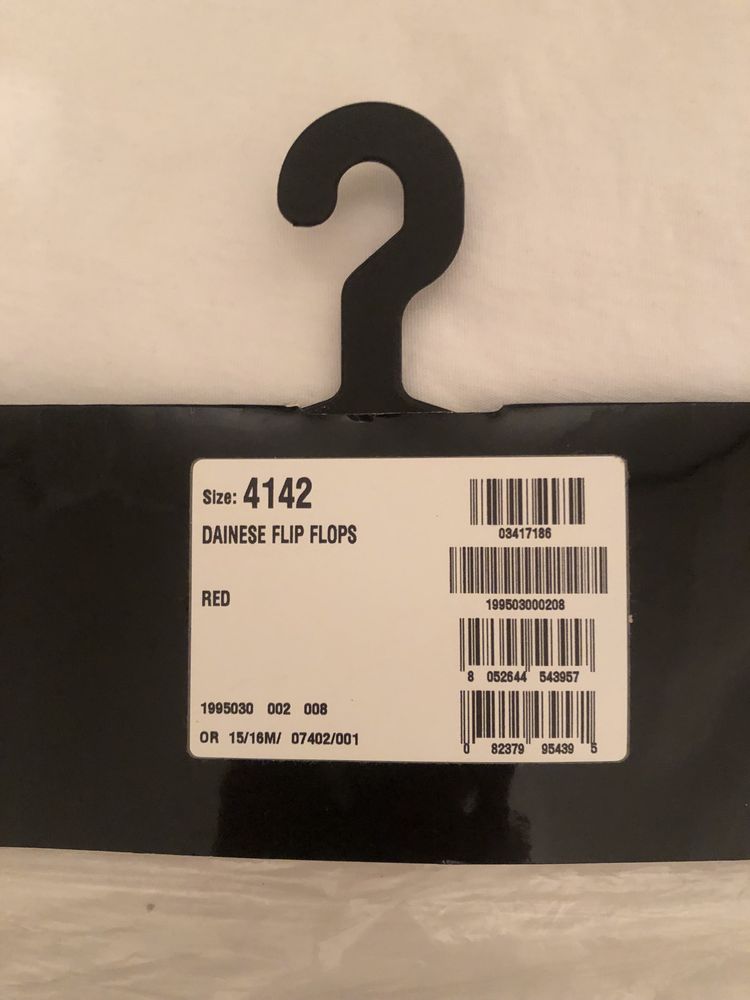 Size: 4142
DAINESE FLIP FLOPS
RED
1995030 002 008
OR 15/16M/ 07402/001
03417186
199503000208
8 052644 543957
0 82379 95439 5